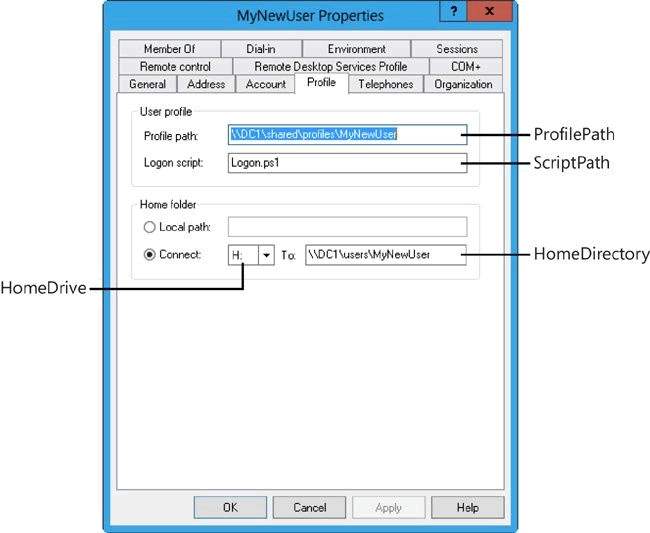 MyNewUser Properties
? x
Member Of Dial-in Environment Sessions
Remote control Remote Desktop Services Profile COM+
General Address Account Profile Telephones Organization
User profile
Profile path: \\DC1\shared\profiles\MyNewUser ProfilePath
Logon script: Logon.ps1 ScriptPath
Home folder
Local path:
Connect: H: To: \\DC1\users\MyNewUser HomeDirectory
HomeDrive
OK Cancel Apply Help